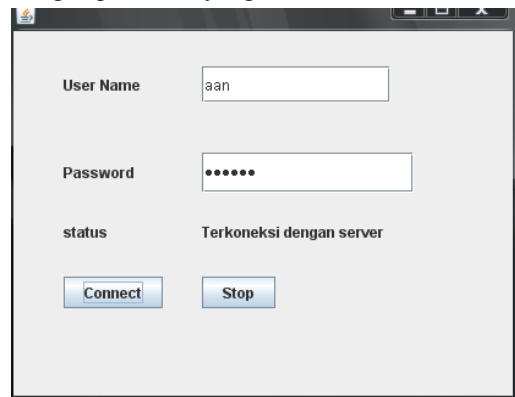 User Name aan
Password ••••••
status Terkoneksi dengan server
Connect Stop